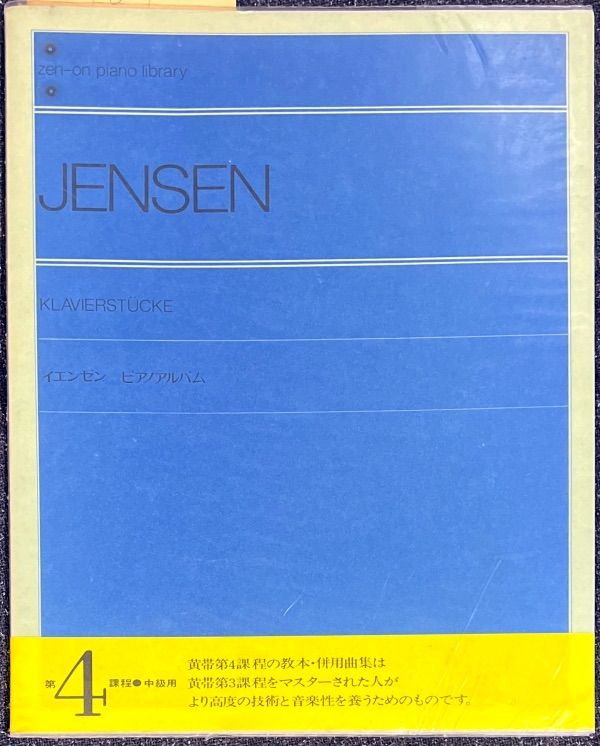 zen-on piano library
JENSEN
KLAVIERSTÜCKE
イエンセン ピアノアルバム
第4課程●中級用
黄帯第4課程の教本・併用曲集は
黄帯第3課程をマスターされた人が
より高度の技術と音楽性を養うためのものです。